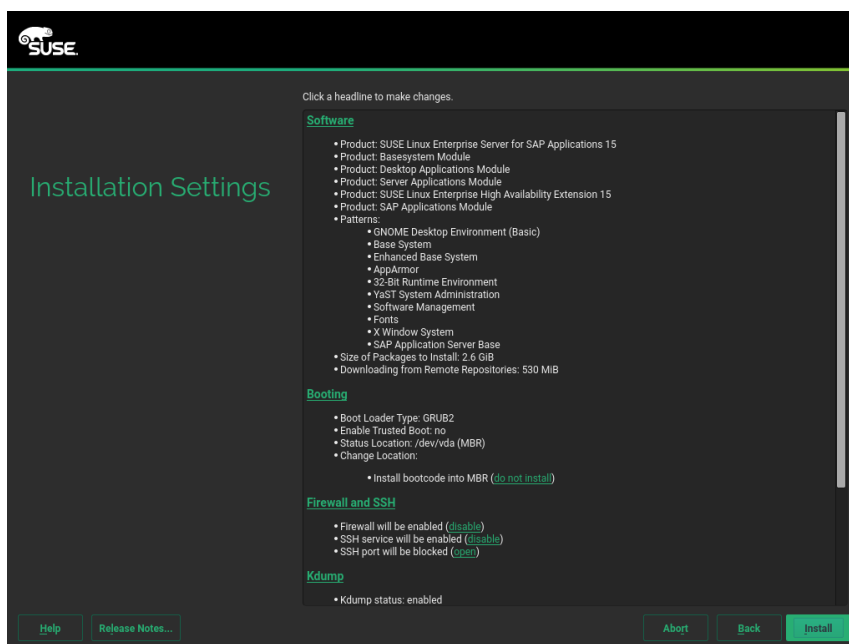 SUSE.
Click a headline to make changes.
Installation Settings
Software
• Product: SUSE Linux Enterprise Server for SAP Applications 15
• Product: Basesystem Module
• Product: Desktop Applications Module
• Product: Server Applications Module
• Product: SUSE Linux Enterprise High Availability Extension 15
• Product: SAP Applications Module
• Patterns:
• GNOME Desktop Environment (Basic)
• Base System
• Enhanced Base System
• AppArmor
• 32-Bit Runtime Environment
• YaST System Administration
• Software Management
• Fonts
• X Window System
• SAP Application Server Base
• Size of Packages to Install: 2.6 GiB
• Downloading from Remote Repositories: 530 MiB
Booting
• Boot Loader Type: GRUB2
• Enable Trusted Boot: no
• Status Location: /dev/vda (MBR)
• Change Location:
• Install bootcode into MBR (do not install)
Firewall and SSH
• Firewall will be enabled (disable)
• SSH service will be enabled (disable)
• SSH port will be blocked (open)
Kdump
• Kdump status: enabled
Help
Release Notes...
Abort
Back
Install